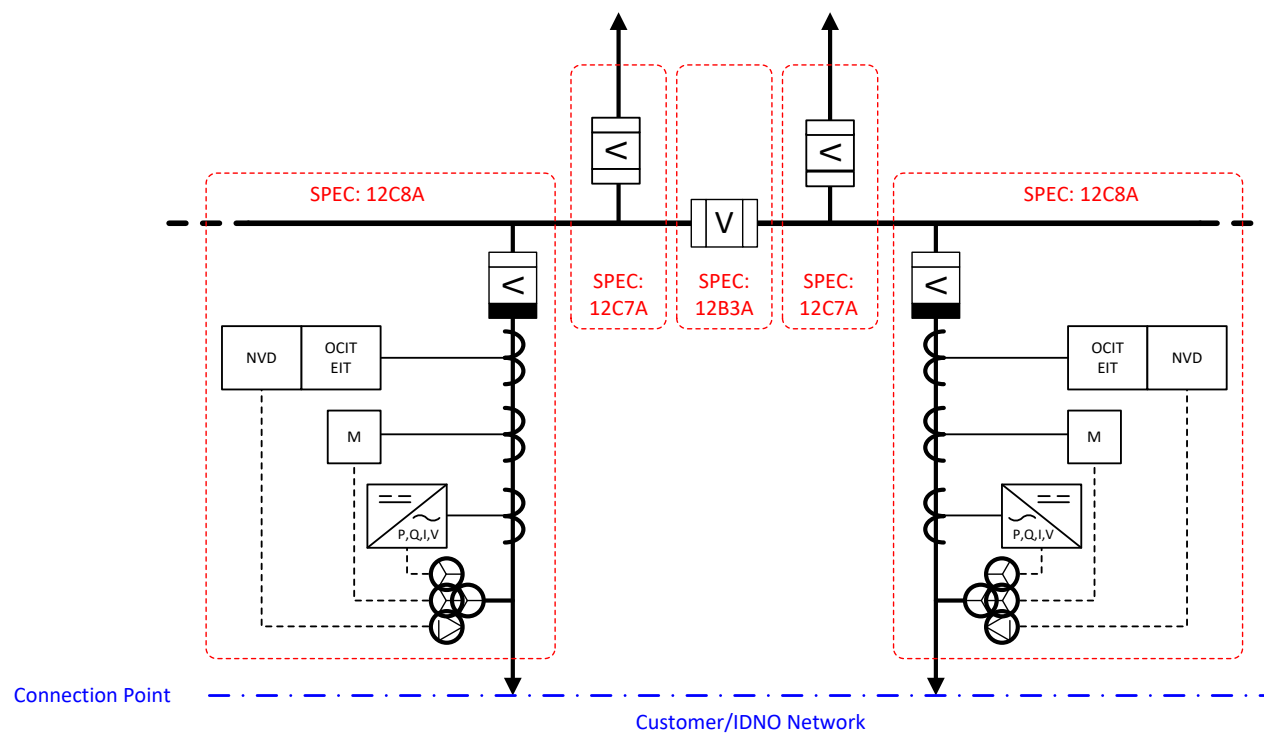 V
V
SPEC: 12C8A
SPEC: 12C8A
V
V
V
SPEC:
12C7A
SPEC:
12B3A
SPEC:
12C7A
NVD
OCIT
EIT
OCIT
EIT
NVD
M
M
P,Q,I,V
P,Q,I,V
Connection Point
Customer/IDNO Network